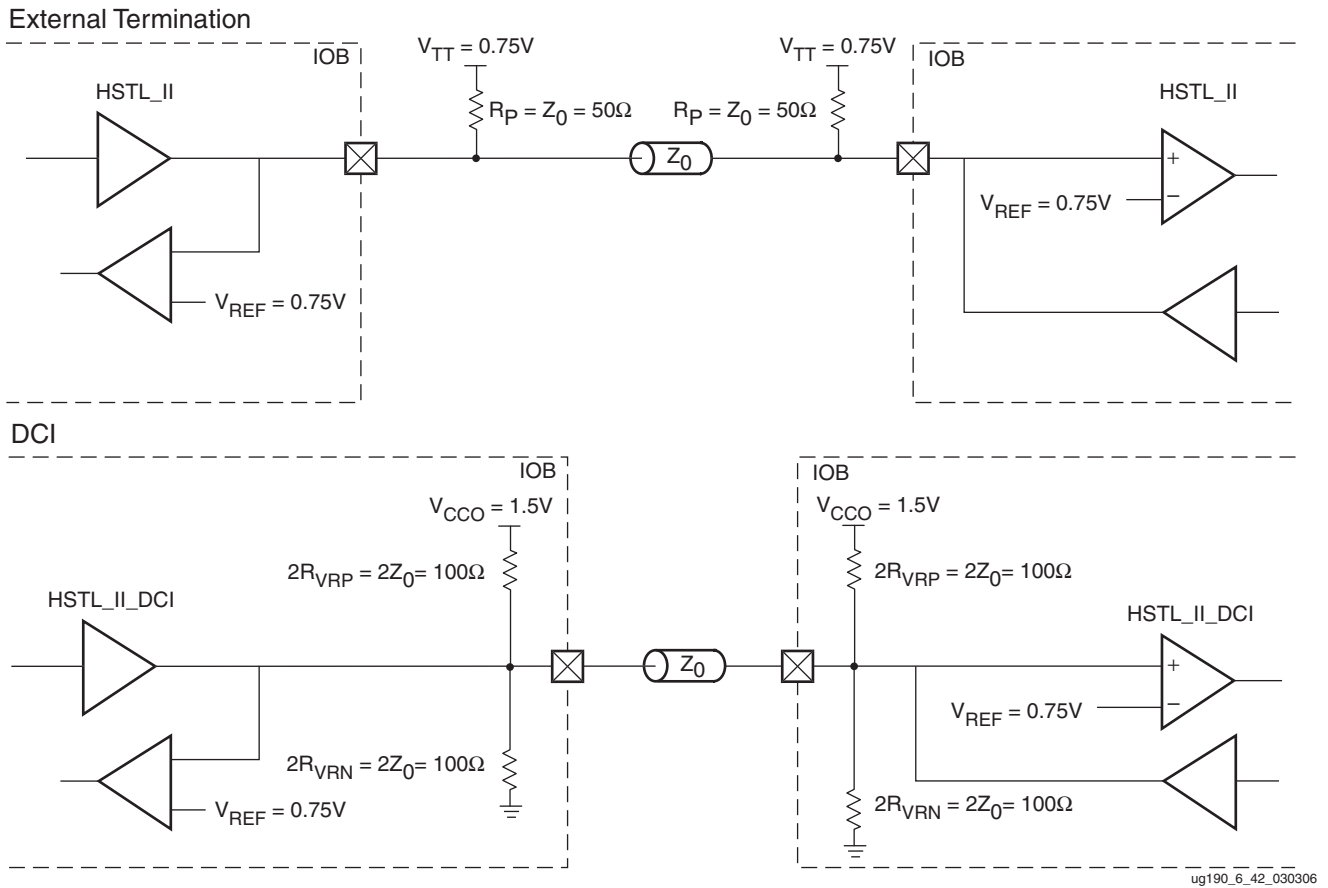 External Termination
IOB
V_TT = 0.75V
V_TT = 0.75V
IOB
HSTL_II
R_P = Z_0 = 50Ω
R_P = Z_0 = 50Ω
HSTL_II
Z_0
+
V_REF = 0.75V
−
V_REF = 0.75V
DCI
IOB
V_CCO = 1.5V
IOB
V_CCO = 1.5V
2R_VRP = 2Z_0= 100Ω
2R_VRP = 2Z_0= 100Ω
HSTL_II_DCI
HSTL_II_DCI
Z_0
+
V_REF = 0.75V
−
2R_VRN = 2Z_0= 100Ω
V_REF = 0.75V
2R_VRN = 2Z_0= 100Ω
ug190_6_42_030306